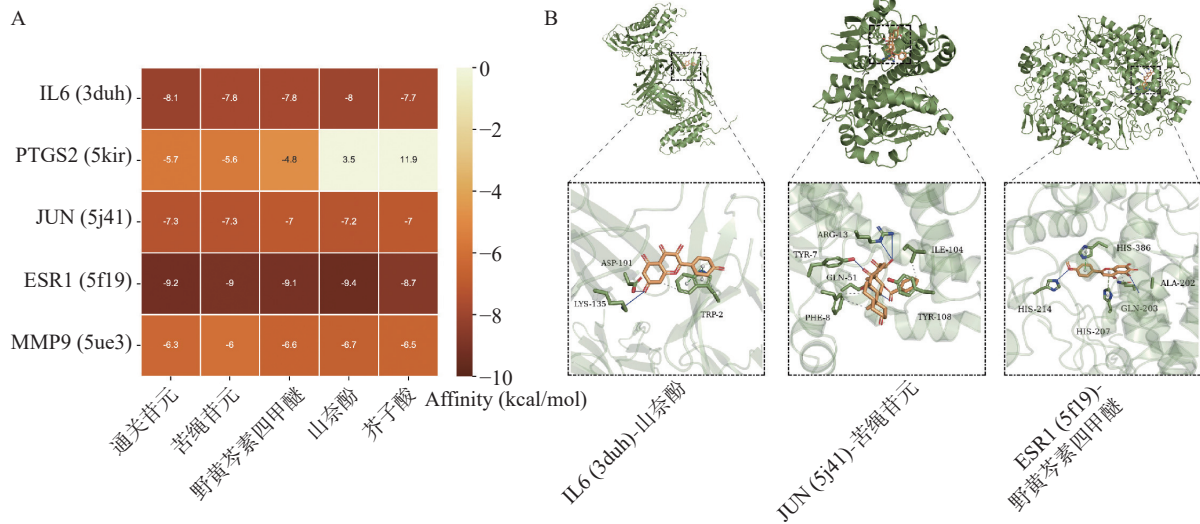 A
IL6 (3duh)
PTGS2 (5kir)
JUN (5j41)
ESR1 (5f19)
MMP9 (5ue3)
-8.1 -7.8 -7.8 -8 -7.7
-5.7 -5.6 -4.8 3.5 11.9
-7.3 -7.3 -7 -7.2 -7
-9.2 -9 -9.1 -9.4 -8.7
-6.3 -6 -6.6 -6.7 -6.5
通关苷元
苦绳苷元
野黄芩素四甲醚
山奈酚
芥子酸
0
−2
−4
−6
−8
−10
Affinity (kcal/mol)
B
ASP-191
LYS-135
TRP-2
IL6 (3duh)-山奈酚
ARG-13
TYR-7
ILE-104
GLN-51
PHE-8
TYR-108
JUN (5j41)-苦绳苷元
HIS-386
ALA-202
HIS-214
GLN-203
HIS-207
ESR1 (5f19)-
野黄芩素四甲醚